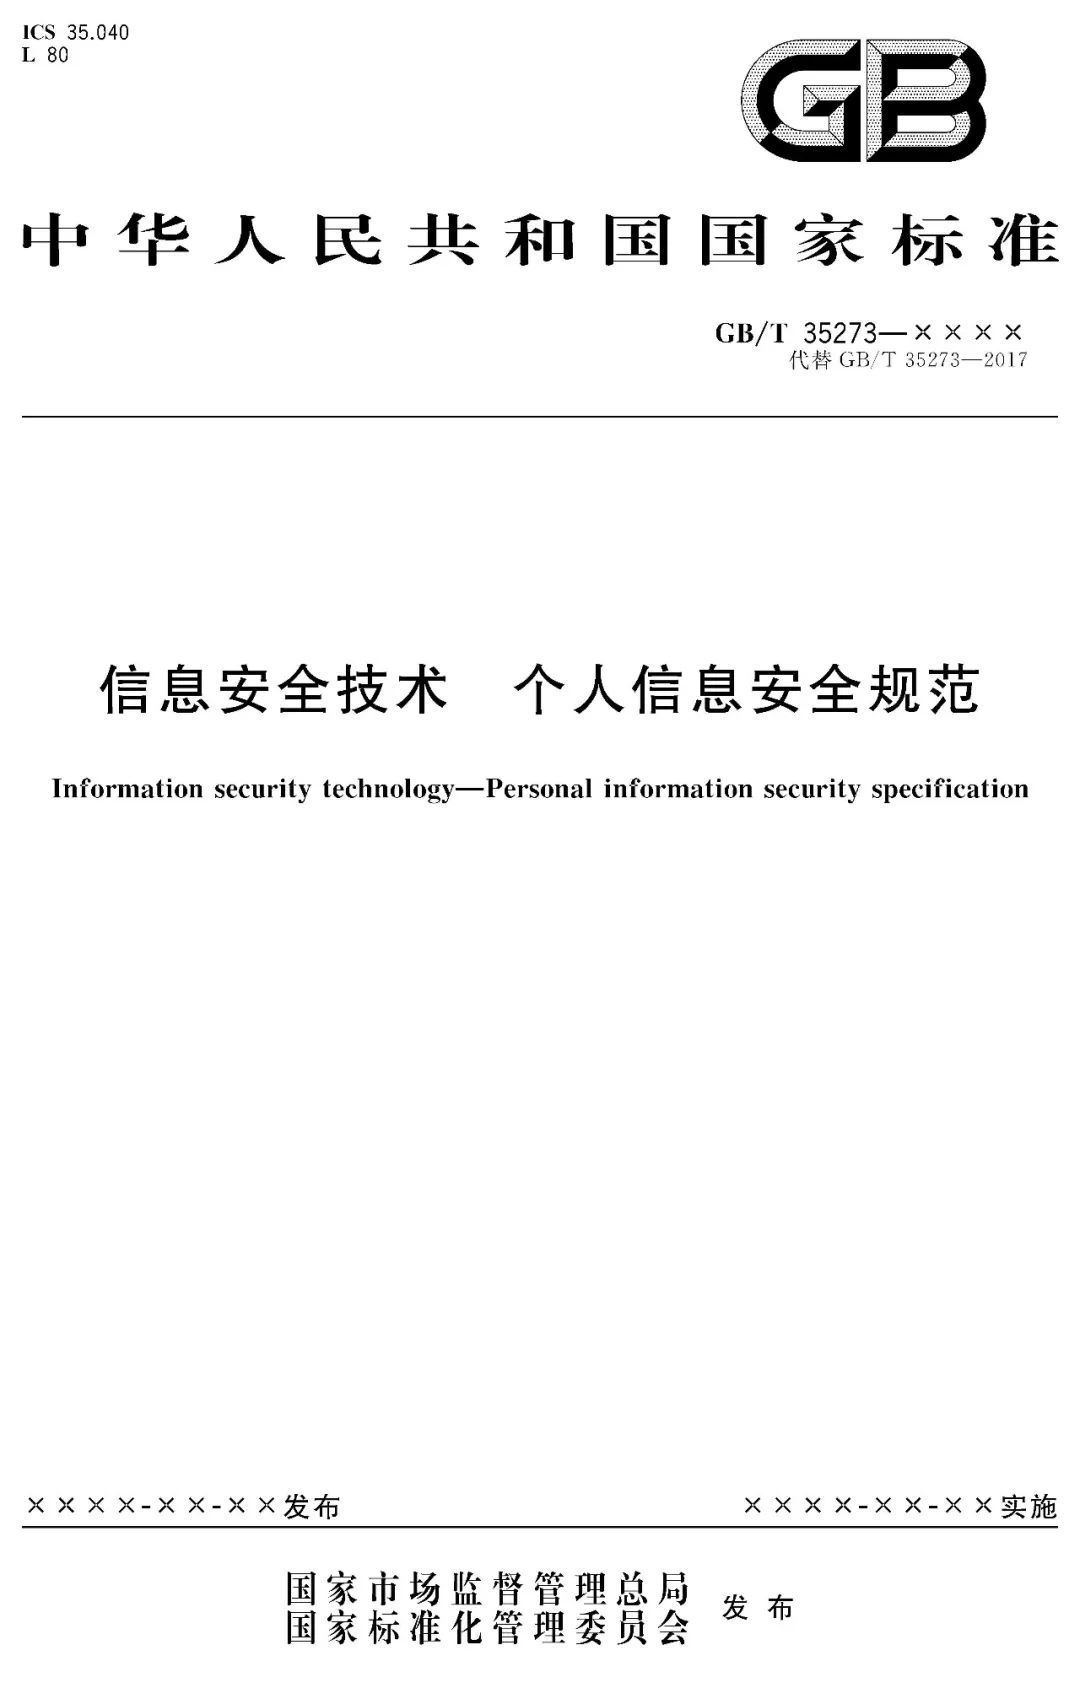 ICS 35.040
L 80
GB
中华人民共和国国家标准
GB/T 35273—××××
代替 GB/T 35273—2017
信息安全技术 个人信息安全规范
Information security technology—Personal information security specification
××××-××-××发布
××××-××-××实施
国家市场监督管理总局
国家标准化管理委员会
发布